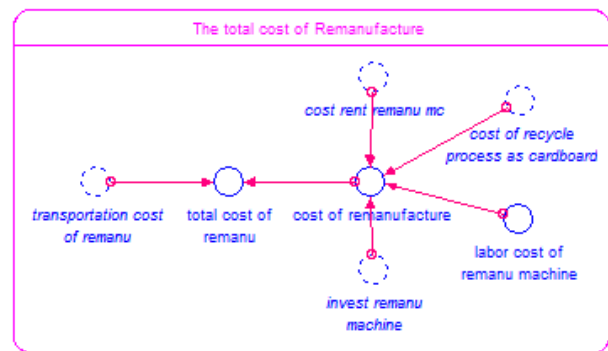 The total cost of Remanufacture
cost rent remanu mc
cost of recycle
process as cardboard
transportation cost
of remanu
total cost of
remanu
cost of remanufacture
labor cost of
remanu machine
invest remanu
machine